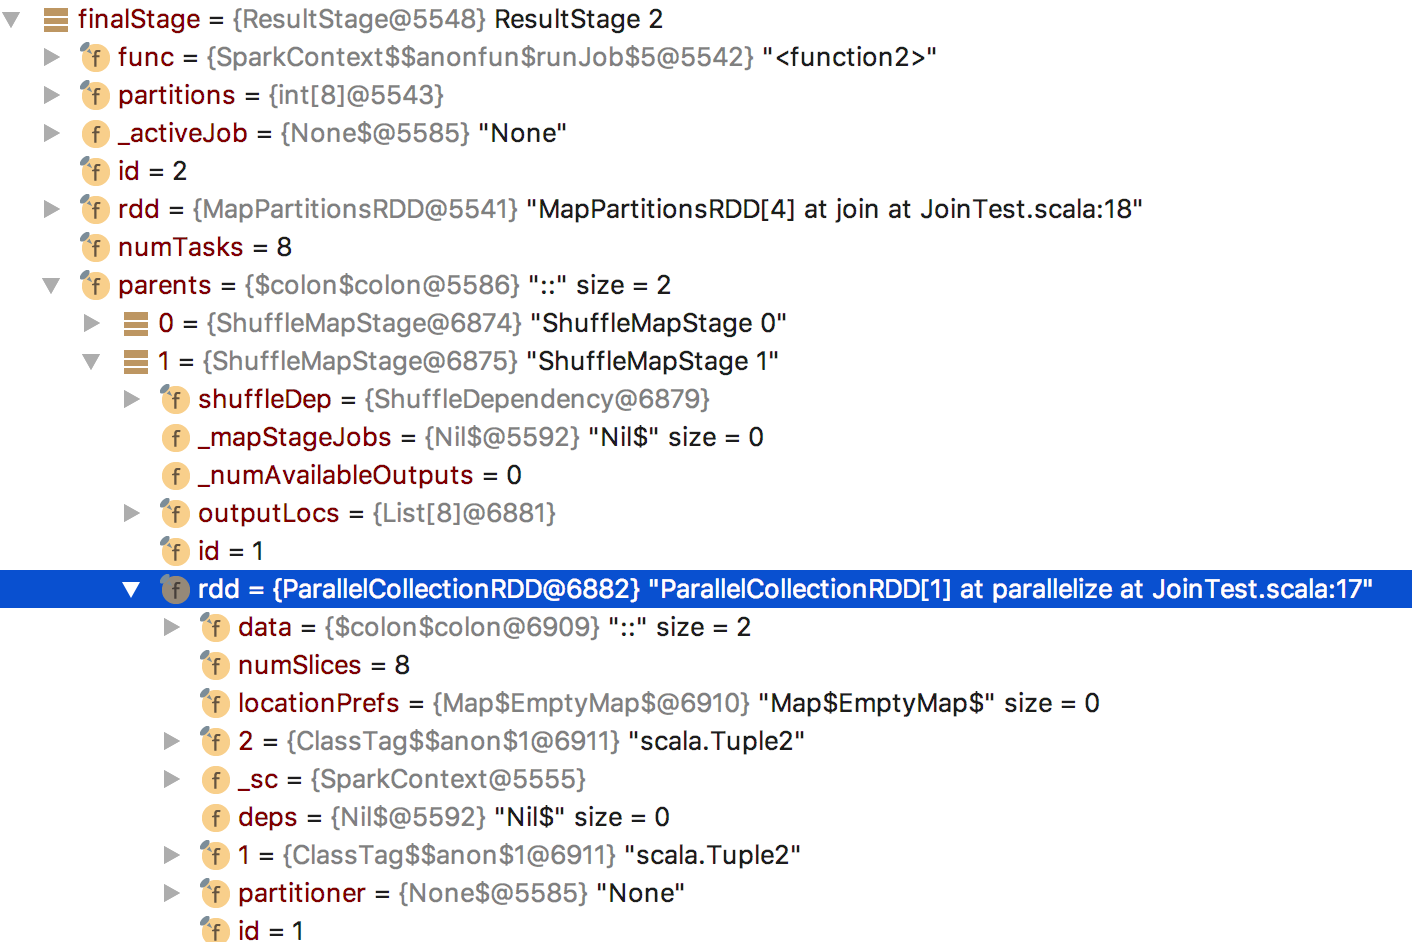 finalStage = {ResultStage@5548} ResultStage 2
f func = {SparkContext$$anonfun$runJob$5@5542} "<function2>"
f partitions = {int[8]@5543}
f _activeJob = {None$@5585} "None"
f id = 2
f rdd = {MapPartitionsRDD@5541} "MapPartitionsRDD[4] at join at JoinTest.scala:18"
f numTasks = 8
f parents = {$colon$colon@5586} "::" size = 2
0 = {ShuffleMapStage@6874} "ShuffleMapStage 0"
1 = {ShuffleMapStage@6875} "ShuffleMapStage 1"
f shuffleDep = {ShuffleDependency@6879}
f _mapStageJobs = {Nil$@5592} "Nil$" size = 0
f _numAvailableOutputs = 0
f outputLocs = {List[8]@6881}
f id = 1
f rdd = {ParallelCollectionRDD@6882} "ParallelCollectionRDD[1] at parallelize at JoinTest.scala:17"
f data = {$colon$colon@6909} "::" size = 2
f numSlices = 8
f locationPrefs = {Map$EmptyMap$@6910} "Map$EmptyMap$" size = 0
f 2 = {ClassTag$$anon$1@6911} "scala.Tuple2"
f _sc = {SparkContext@5555}
f deps = {Nil$@5592} "Nil$" size = 0
f 1 = {ClassTag$$anon$1@6911} "scala.Tuple2"
f partitioner = {None$@5585} "None"
f id = 1